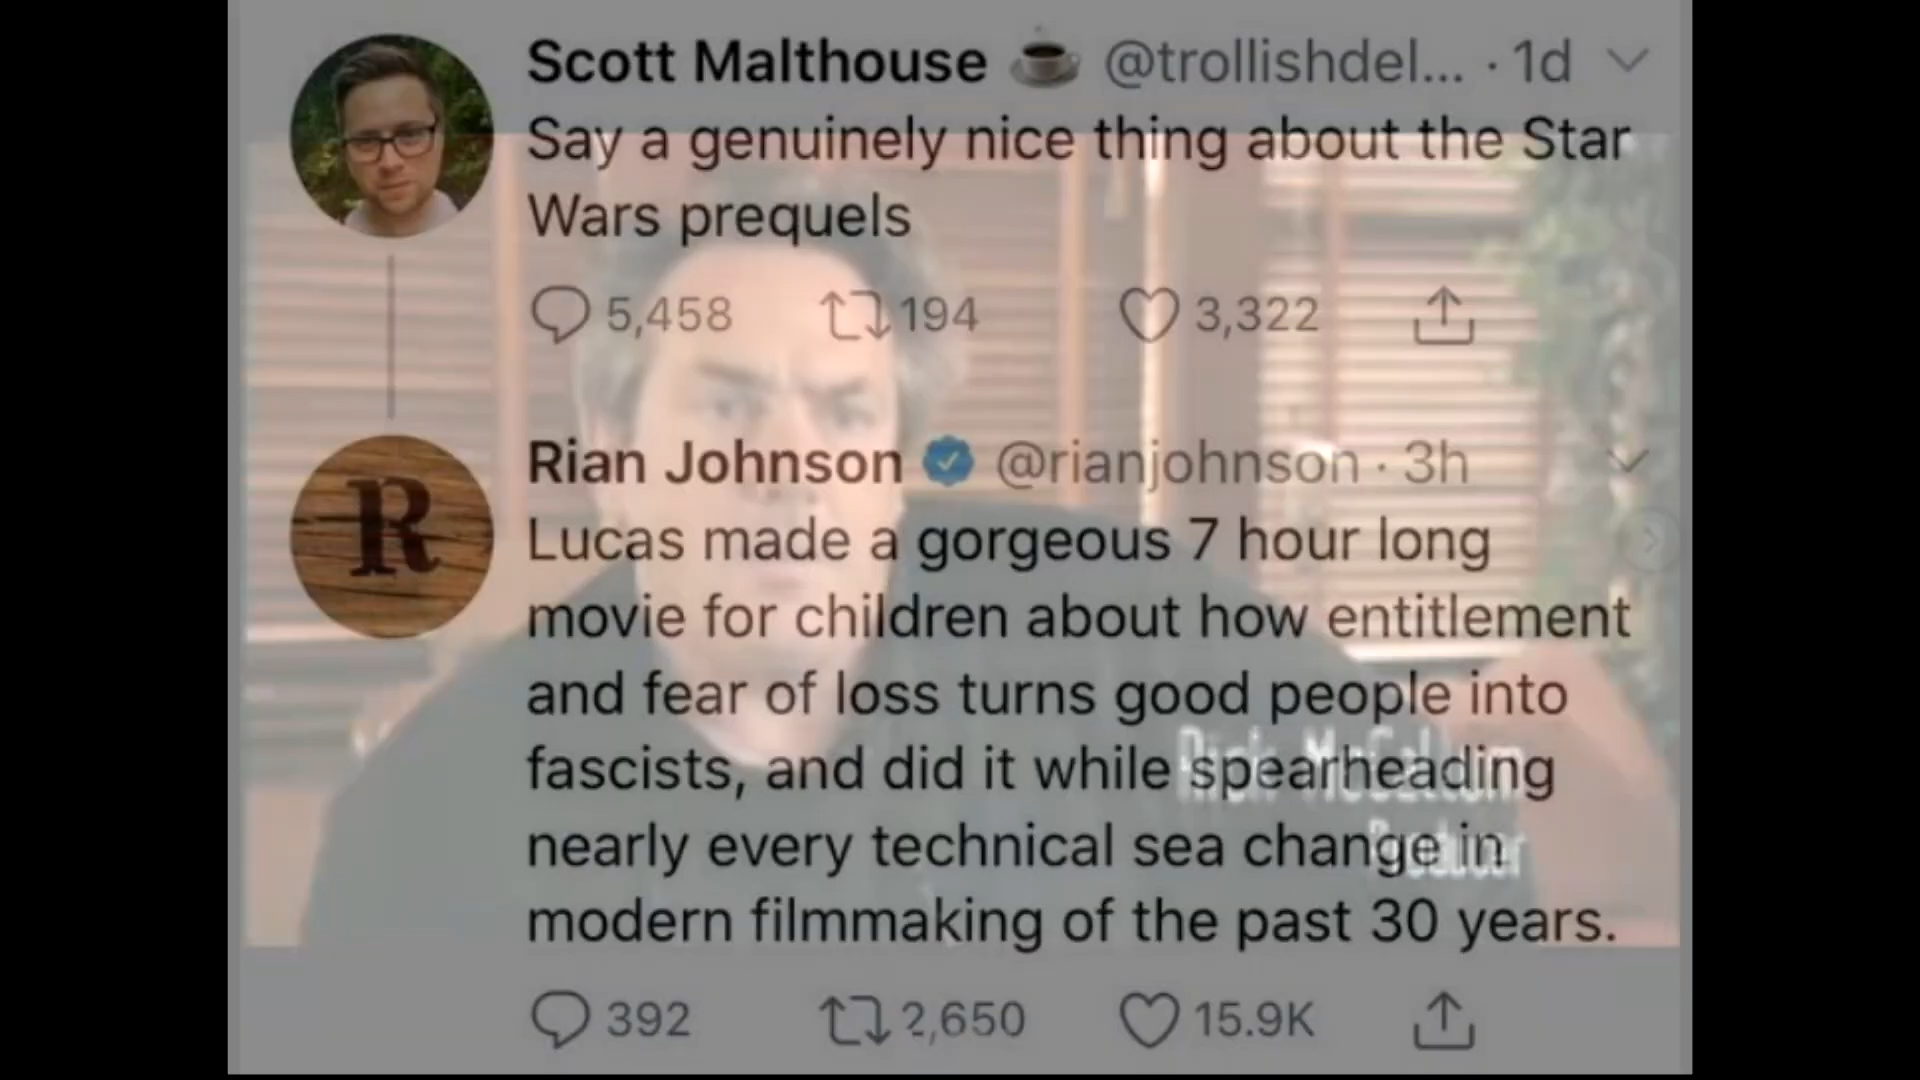 Scott Malthouse ☕ @trollishdel... · 1d
Say a genuinely nice thing about the Star
Wars prequels
5,458 194 3,322
Rian Johnson @rianjohnson · 3h
Lucas made a gorgeous 7 hour long
movie for children about how entitlement
and fear of loss turns good people into
fascists, and did it while spearheading
nearly every technical sea change in
modern filmmaking of the past 30 years.
392 2,650 15.9K
R
Rick McCallum
Producer